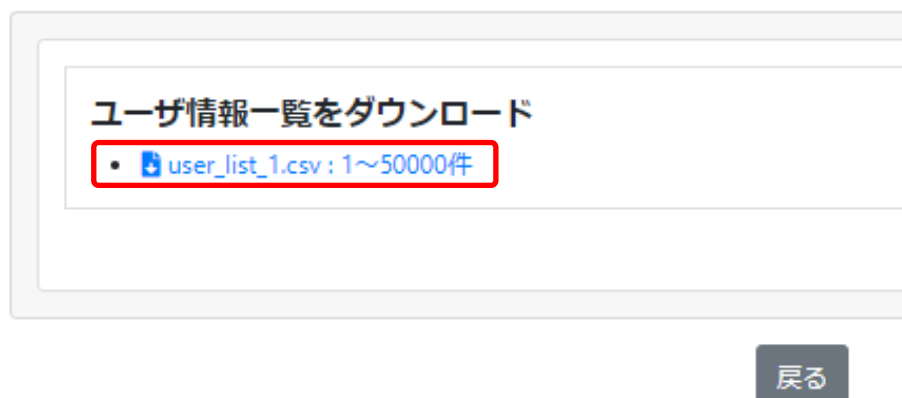 ユーザ情報一覧をダウンロード
user_list_1.csv : 1～50000件
戻る